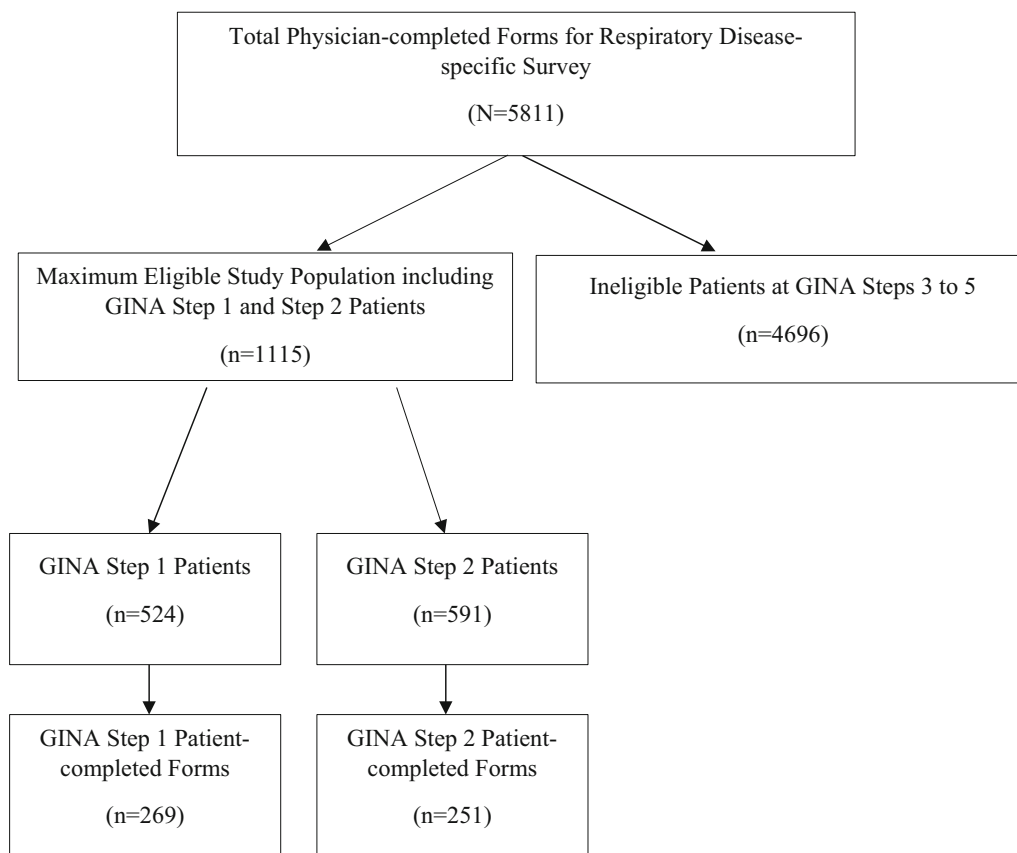 Total Physician-completed Forms for Respiratory Disease-
specific Survey
(N=5811)
Maximum Eligible Study Population including
GINA Step 1 and Step 2 Patients
(n=1115)
Ineligible Patients at GINA Steps 3 to 5
(n=4696)
GINA Step 1 Patients
(n=524)
GINA Step 2 Patients
(n=591)
GINA Step 1 Patient-
completed Forms
(n=269)
GINA Step 2 Patient-
completed Forms
(n=251)